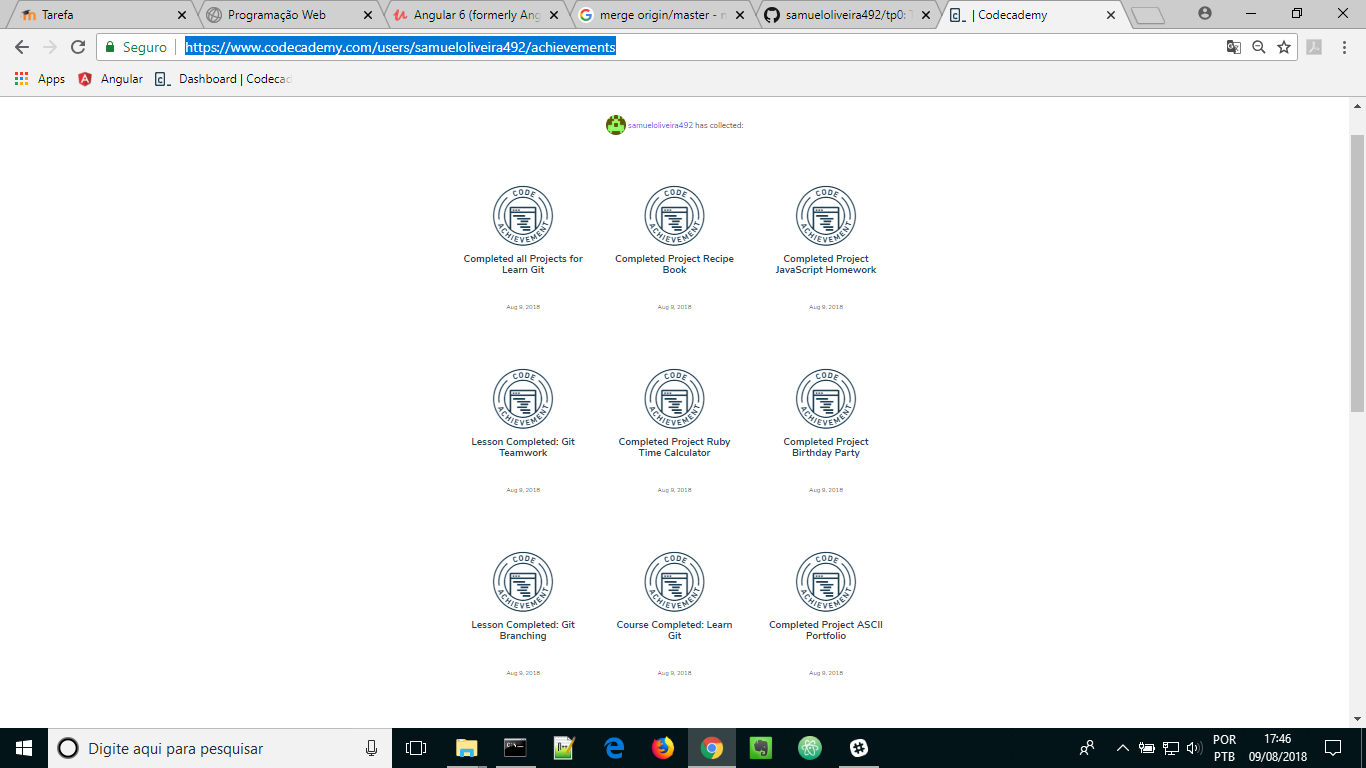 Tarefa
Programação Web
Angular 6 (formerly Ang
merge origin/master - n
samueloliveira492/tp0: T
| Codecademy
Seguro
https://www.codecademy.com/users/samueloliveira492/achievements
Apps
Angular
Dashboard | Codecad
samueloliveira492 has collected:
CODE ACHIEVEMENT
CODE ACHIEVEMENT
CODE ACHIEVEMENT
Completed all Projects for
Learn Git
Completed Project Recipe
Book
Completed Project
JavaScript Homework
Aug 9, 2018
Aug 9, 2018
Aug 9, 2018
CODE ACHIEVEMENT
CODE ACHIEVEMENT
CODE ACHIEVEMENT
Lesson Completed: Git
Teamwork
Completed Project Ruby
Time Calculator
Completed Project
Birthday Party
Aug 9, 2018
Aug 9, 2018
Aug 9, 2018
CODE ACHIEVEMENT
CODE ACHIEVEMENT
CODE ACHIEVEMENT
Lesson Completed: Git
Branching
Course Completed: Learn
Git
Completed Project ASCII
Portfolio
Aug 9, 2018
Aug 9, 2018
Aug 9, 2018
Digite aqui para pesquisar
POR
PTB
17:46
09/08/2018